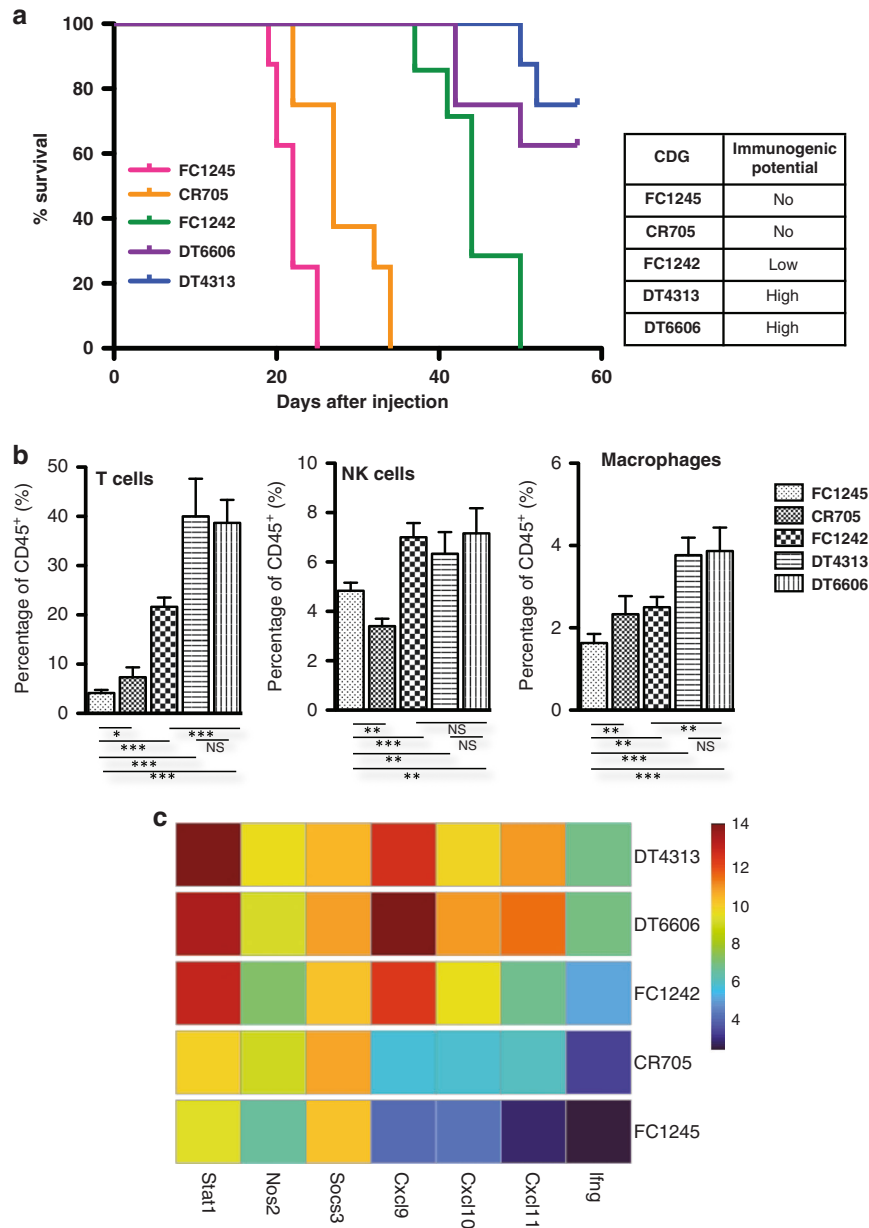 a
% survival
100
80
60
40
20
0
FC1245
CR705
FC1242
DT6606
DT4313
0
20
40
60
Days after injection
CDG Immunogenic potential
FC1245 No
CR705 No
FC1242 Low
DT4313 High
DT6606 High
b
T cells
Percentage of CD45+ (%)
50
40
30
20
10
0
*
***
***
NS
***
***
NK cells
Percentage of CD45+ (%)
10
8
6
4
2
0
**
NS
***
NS
**
**
Macrophages
Percentage of CD45+ (%)
6
4
2
0
**
**
**
NS
***
***
FC1245
CR705
FC1242
DT4313
DT6606
c
DT4313
DT6606
FC1242
CR705
FC1245
Stat1
Nos2
Socs3
Cxcl9
Cxcl10
Cxcl11
Ifng
14
12
10
8
6
4